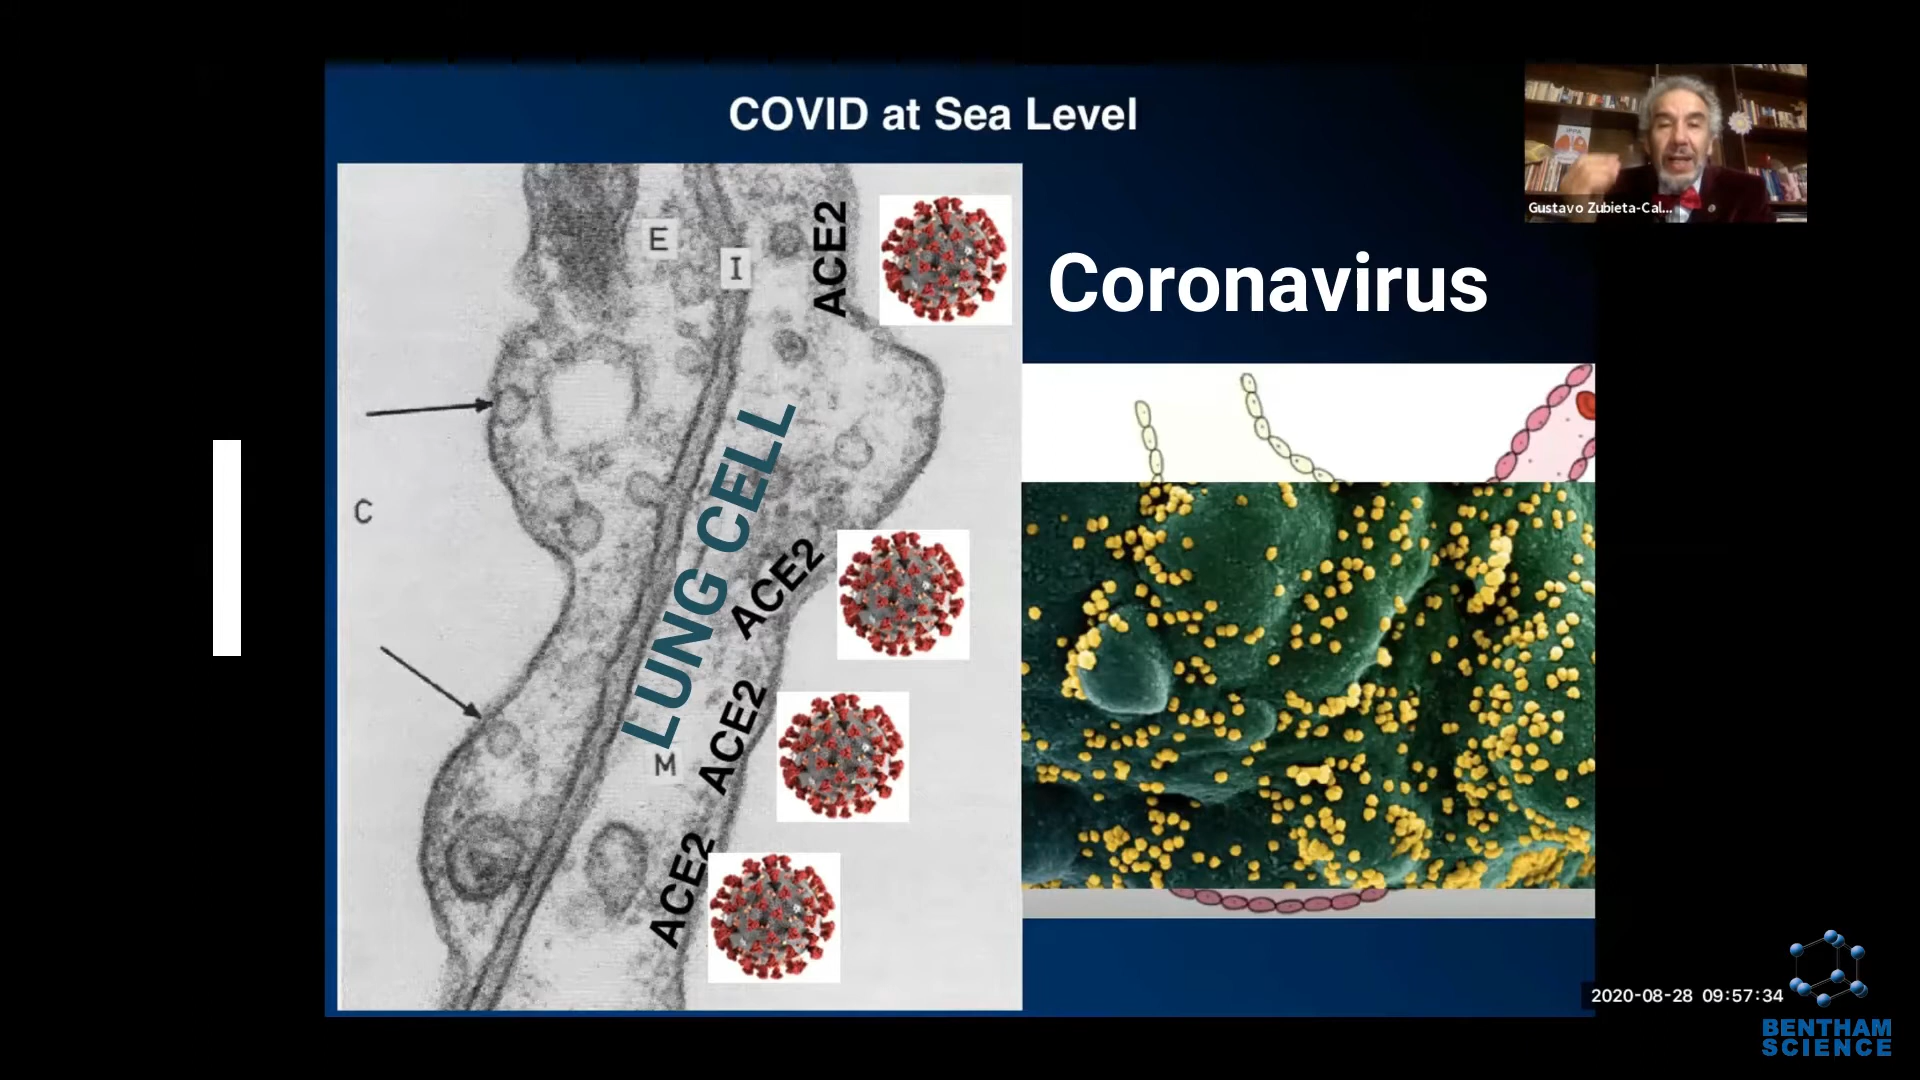 COVID at Sea Level
Gustavo Zubieta-Cal...
E
I
ACE2
Coronavirus
C
LUNG CELL
ACE2
M
ACE2
ACE2
2020-08-28 09:57:34
BENTHAM
SCIENCE